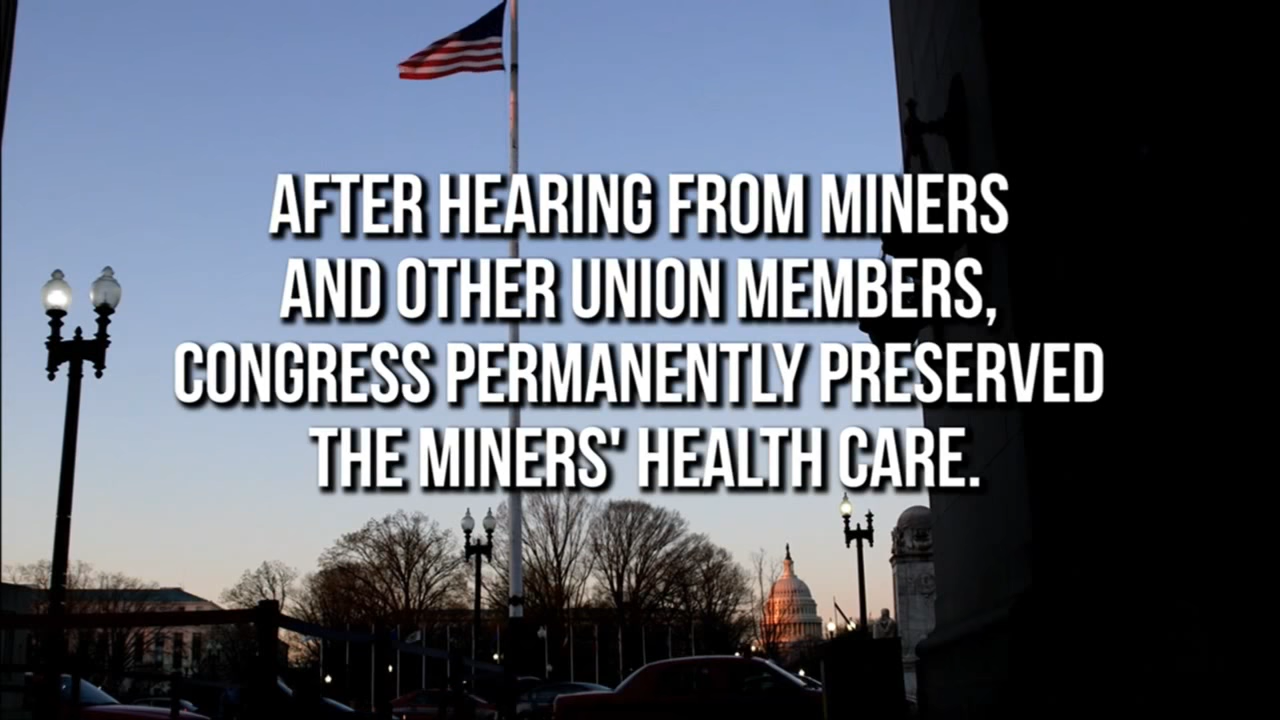 AFTER HEARING FROM MINERS
AND OTHER UNION MEMBERS,
CONGRESS PERMANENTLY PRESERVED
THE MINERS' HEALTH CARE.